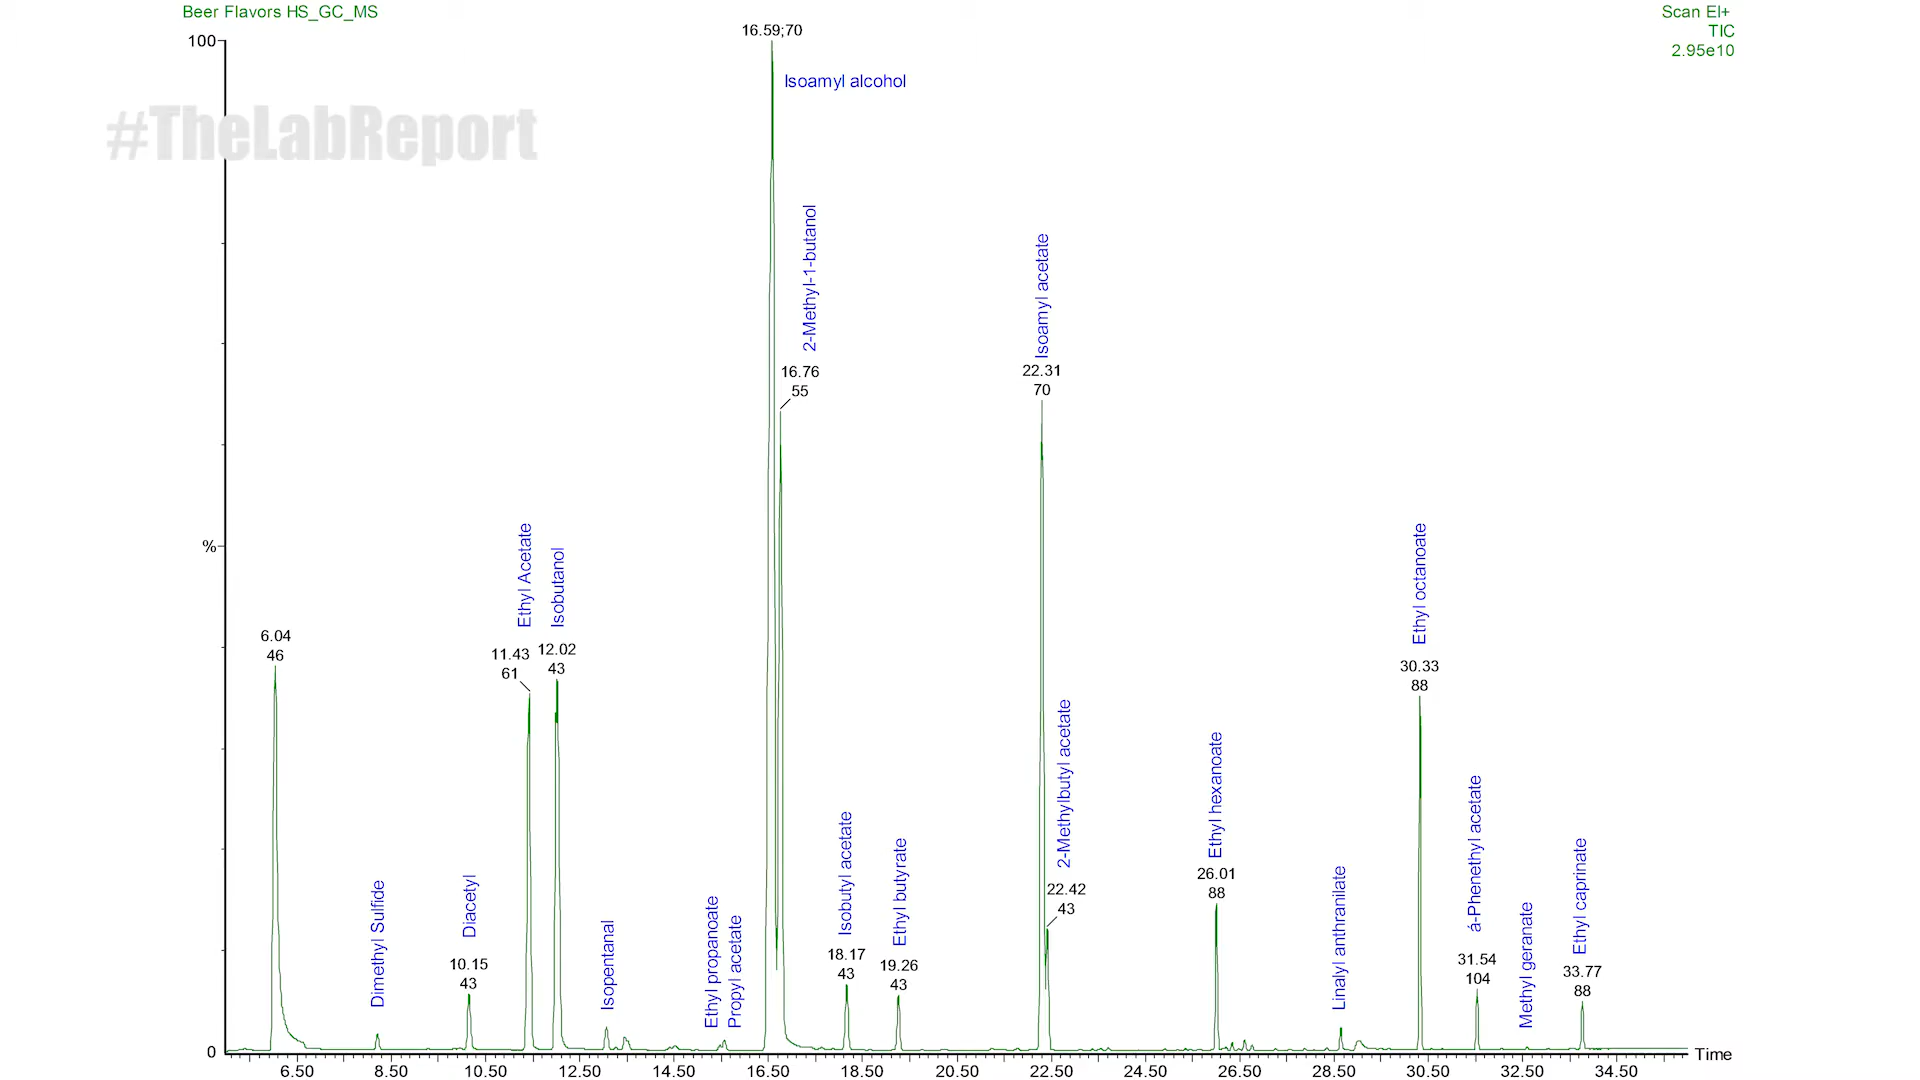 Beer Flavors HS_GC_MS
Scan EI+
TIC
2.95e10
#TheLabReport
100
%
0
16.59;70
Isoamyl alcohol
2-Methyl-1-butanol
16.76
55
Isoamyl acetate
22.31
70
6.04
46
Dimethyl Sulfide
Diacetyl
10.15
43
Ethyl Acetate
11.43
61
Isobutanol
12.02
43
Isopentanal
Ethyl propanoate
Propyl acetate
Isobutyl acetate
18.17
43
Ethyl butyrate
19.26
43
2-Methylbutyl acetate
22.42
43
Ethyl hexanoate
26.01
88
Linalyl anthranilate
Ethyl octanoate
30.33
88
á-Phenethyl acetate
31.54
104
Methyl geranate
Ethyl caprinate
33.77
88
Time
6.50 8.50 10.50 12.50 14.50 16.50 18.50 20.50 22.50 24.50 26.50 28.50 30.50 32.50 34.50